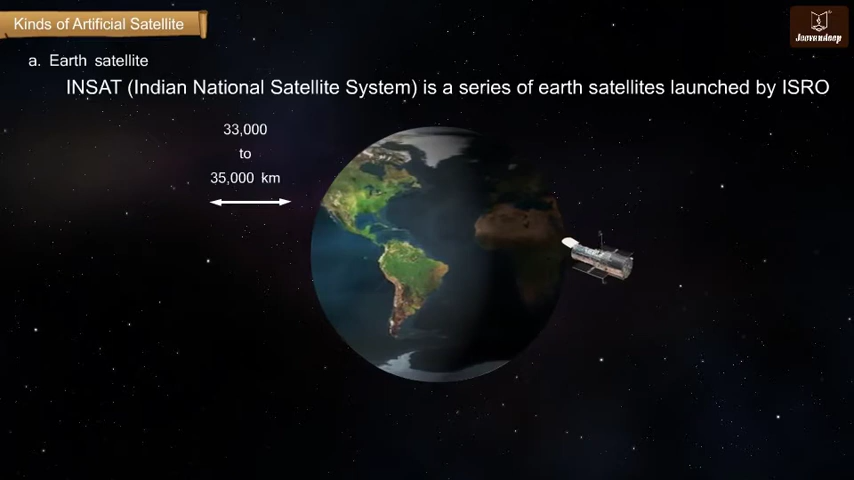 Kinds of Artificial Satellite
Jeevandeep
a. Earth satellite
INSAT (Indian National Satellite System) is a series of earth satellites launched by ISRO
33,000
to
35,000 km